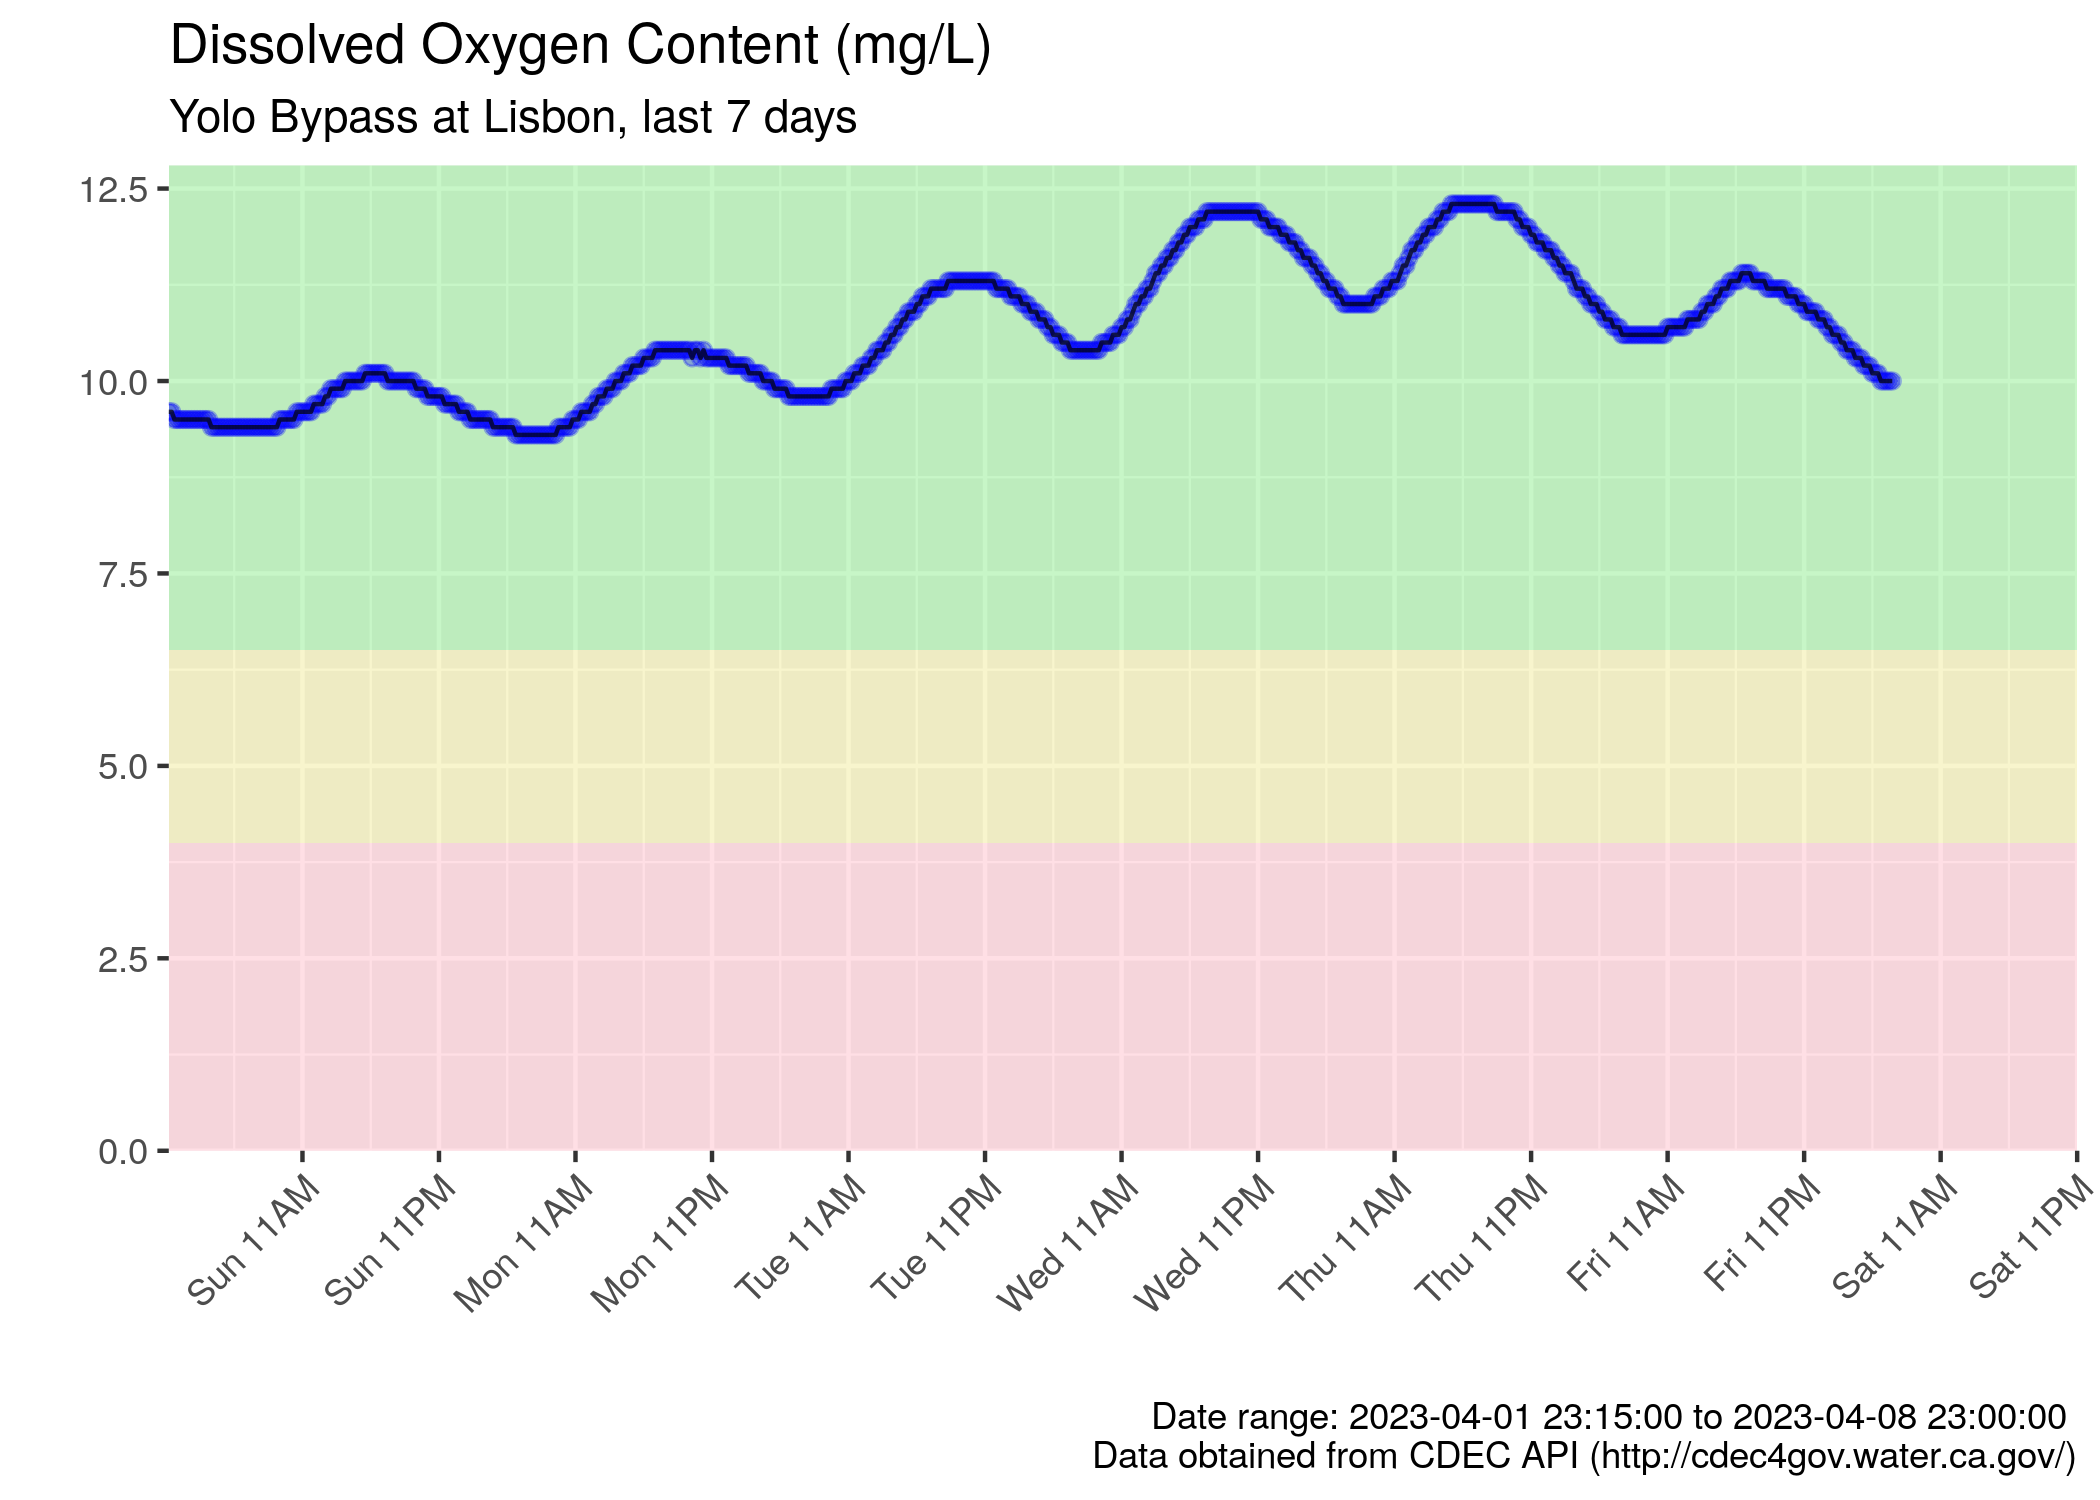 Dissolved Oxygen Content (mg/L)
Yolo Bypass at Lisbon, last 7 days
12.5
10.0
7.5
5.0
2.5
0.0
Sun 11AM
Sun 11PM
Mon 11AM
Mon 11PM
Tue 11AM
Tue 11PM
Wed 11AM
Wed 11PM
Thu 11AM
Thu 11PM
Fri 11AM
Fri 11PM
Sat 11AM
Sat 11PM
Date range: 2023-04-01 23:15:00 to 2023-04-08 23:00:00
Data obtained from CDEC API (http://cdec4gov.water.ca.gov/)